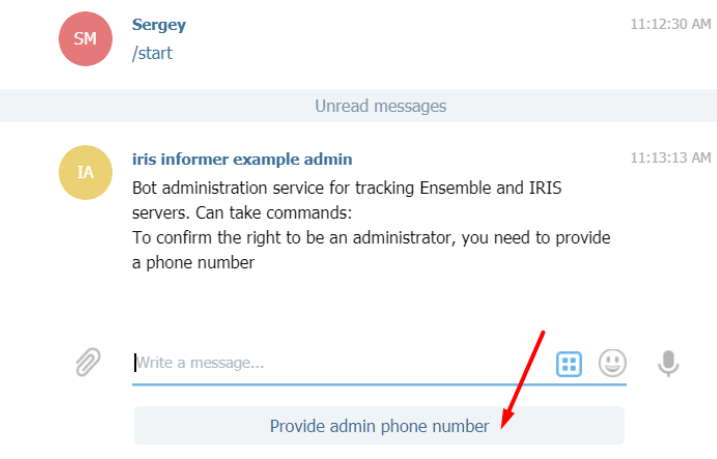 SM
Sergey
11:12:30 AM
/start
Unread messages
IA
iris informer example admin
11:13:13 AM
Bot administration service for tracking Ensemble and IRIS
servers. Can take commands:
To confirm the right to be an administrator, you need to provide
a phone number
Write a message...
Provide admin phone number